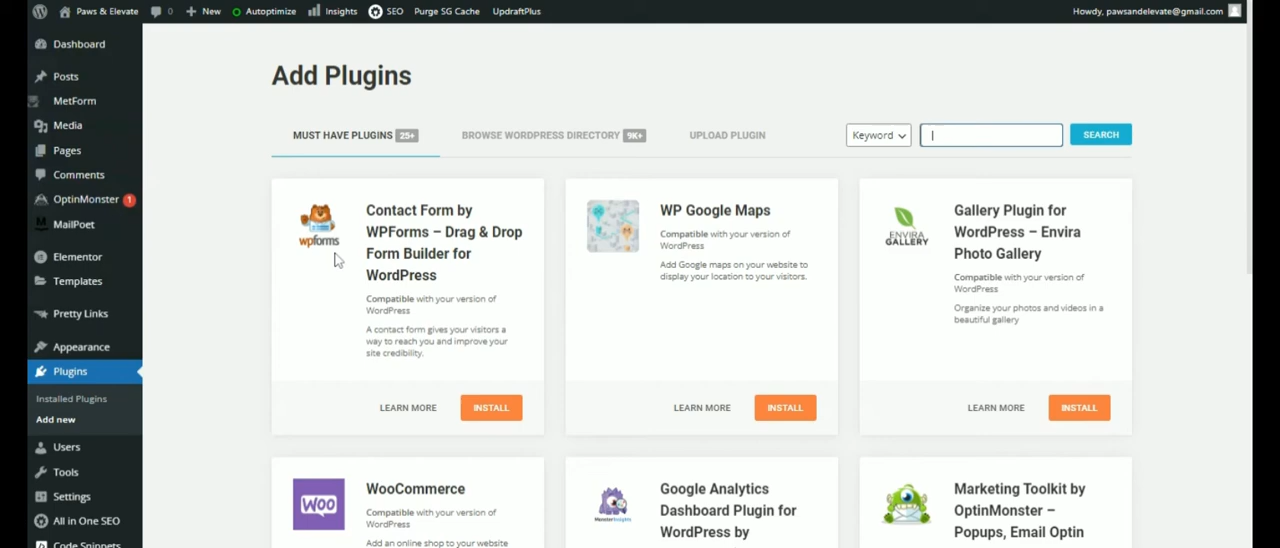 Paws & Elevate
0
New
Autoptimize
Insights
SEO
Purge SG Cache
UpdraftPlus
Howdy, pawsandelevate@gmail.com
Dashboard
Posts
MetForm
Media
Pages
Comments
OptinMonster 1
MailPoet
Elementor
Templates
Pretty Links
Appearance
Plugins
Installed Plugins
Add new
Users
Tools
Settings
All in One SEO
Code Snippets
Add Plugins
MUST HAVE PLUGINS 25+
BROWSE WORDPRESS DIRECTORY 9K+
UPLOAD PLUGIN
Keyword
SEARCH
wpforms
Contact Form by
WPForms – Drag & Drop
Form Builder for
WordPress
Compatible with your version of
WordPress
A contact form gives your visitors a
way to reach you and improve your
site credibility.
LEARN MORE
INSTALL
WP Google Maps
Compatible with your version of
WordPress
Add Google maps on your website to
display your location to your visitors.
LEARN MORE
INSTALL
ENVIRA
GALLERY
Gallery Plugin for
WordPress – Envira
Photo Gallery
Compatible with your version of
WordPress
Organize your photos and videos in a
beautiful gallery
LEARN MORE
INSTALL
WOO
WooCommerce
Compatible with your version of
WordPress
Add an online shop to your website
MonsterInsights
Google Analytics
Dashboard Plugin for
WordPress by
Marketing Toolkit by
OptinMonster –
Popups, Email Optin